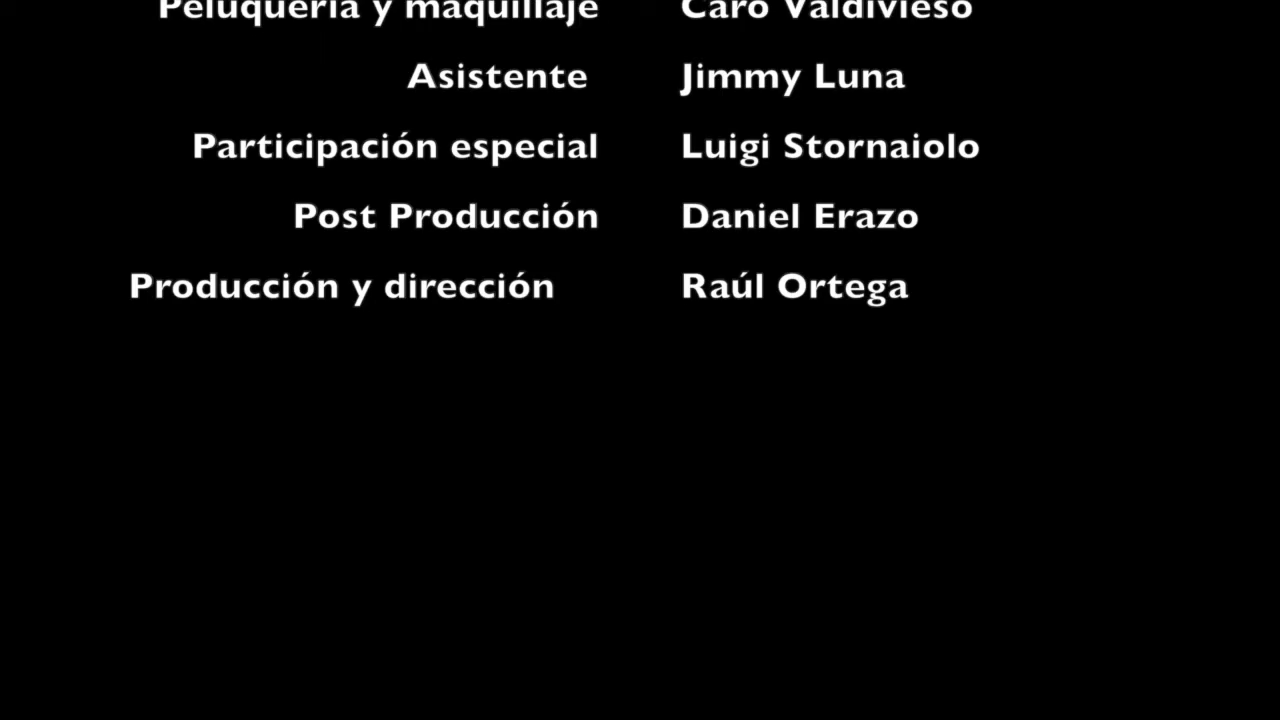 Peluquería y maquillaje Caro Valdivieso
Asistente Jimmy Luna
Participación especial Luigi Stornaiolo
Post Producción Daniel Erazo
Producción y dirección Raúl Ortega